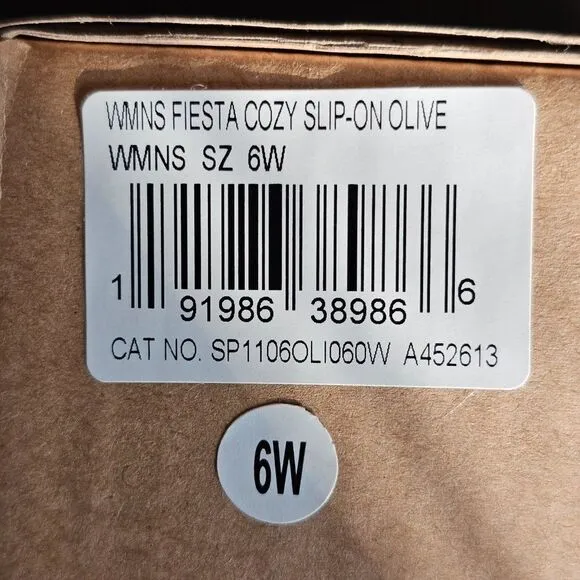 WMNS FIESTA COZY SLIP-ON OLIVE
WMNS SZ 6W
1 91986 38986 6
CAT NO. SP1106OLI060W A452613
6W